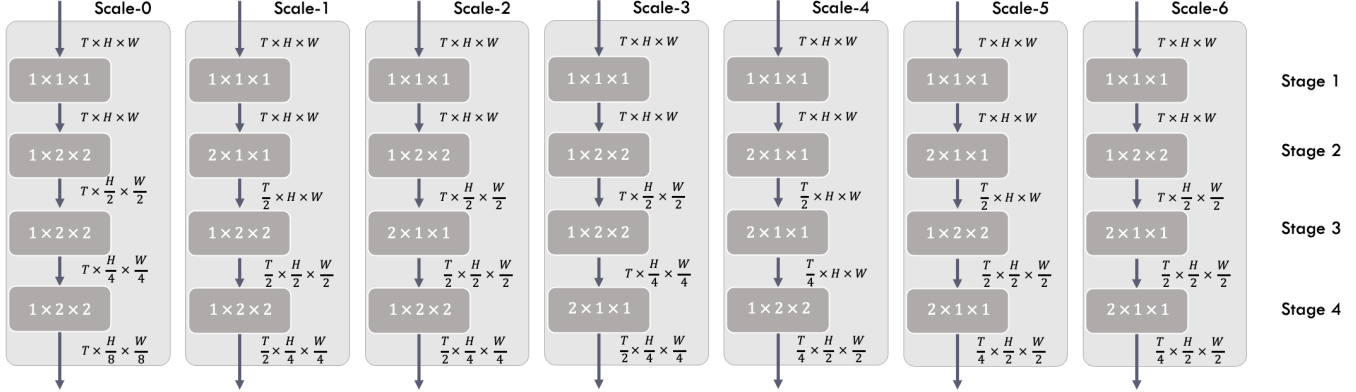 Scale-0 Scale-1 Scale-2 Scale-3 Scale-4 Scale-5 Scale-6
T × H × W T × H × W T × H × W T × H × W T × H × W T × H × W T × H × W
1 × 1 × 1 1 × 1 × 1 1 × 1 × 1 1 × 1 × 1 1 × 1 × 1 1 × 1 × 1 1 × 1 × 1 Stage 1
T × H × W T × H × W T × H × W T × H × W T × H × W T × H × W T × H × W
1 × 2 × 2 2 × 1 × 1 1 × 2 × 2 1 × 2 × 2 2 × 1 × 1 2 × 1 × 1 1 × 2 × 2 Stage 2
T × H/2 × W/2 T/2 × H × W T × H/2 × W/2 T × H/2 × W/2 T/2 × H × W T/2 × H × W T × H/2 × W/2
1 × 2 × 2 1 × 2 × 2 2 × 1 × 1 1 × 2 × 2 2 × 1 × 1 1 × 2 × 2 2 × 1 × 1 Stage 3
T × H/4 × W/4 T/2 × H/2 × W/2 T/2 × H/2 × W/2 T × H/4 × W/4 T/4 × H × W T/2 × H/2 × W/2 T/2 × H/2 × W/2
1 × 2 × 2 1 × 2 × 2 1 × 2 × 2 2 × 1 × 1 1 × 2 × 2 2 × 1 × 1 2 × 1 × 1 Stage 4
T × H/8 × W/8 T/2 × H/4 × W/4 T/2 × H/4 × W/4 T/2 × H/4 × W/4 T/4 × H/2 × W/2 T/4 × H/2 × W/2 T/4 × H/2 × W/2